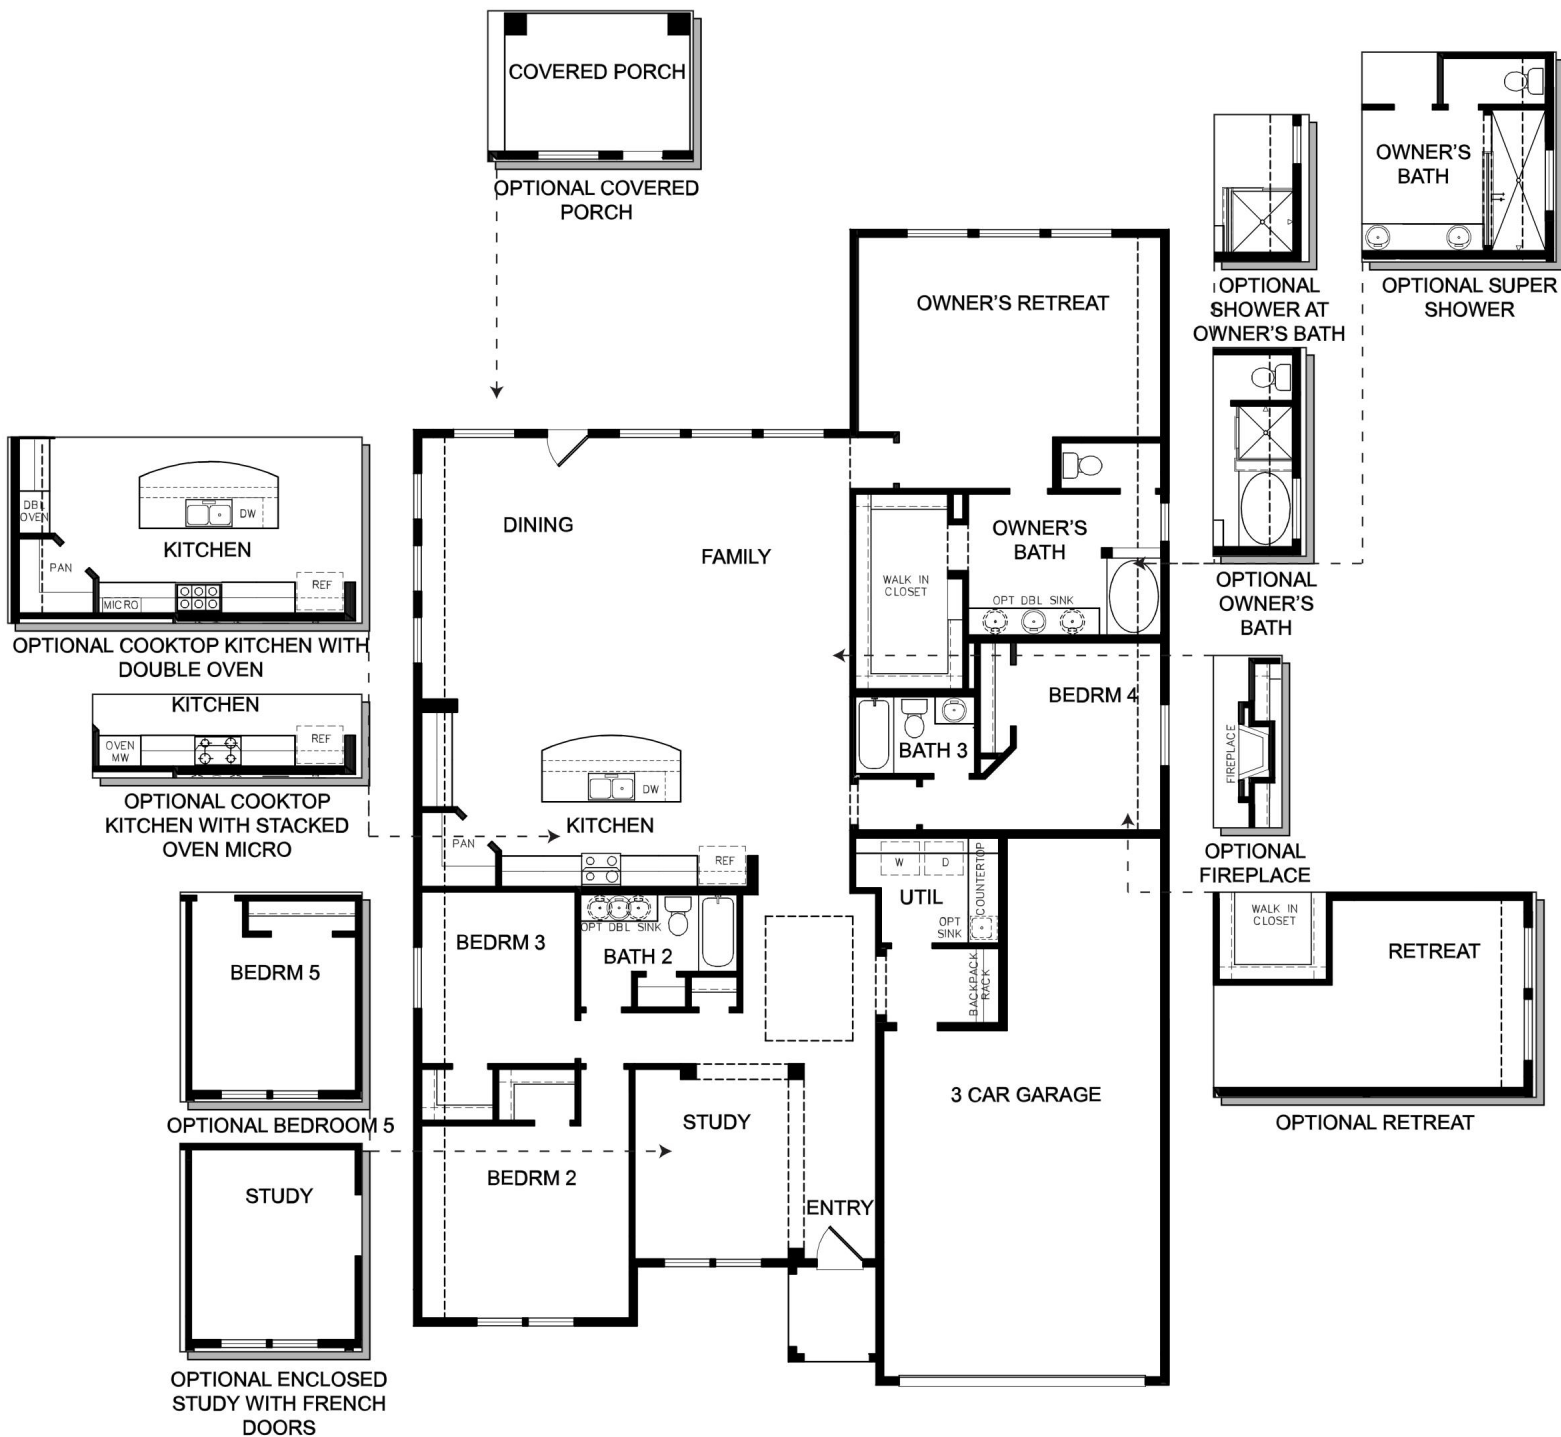 COVERED PORCH
OPTIONAL COVERED
PORCH
OWNER'S
BATH
OPTIONAL SUPER
SHOWER
OPTIONAL
SHOWER AT
OWNER'S BATH
OWNER'S RETREAT
DBL
OVEN
DW
KITCHEN
PAN
MICRO
REF
OPTIONAL COOKTOP KITCHEN WITH
DOUBLE OVEN
DINING
FAMILY
OWNER'S
BATH
WALK IN
CLOSET
OPT DBL SINK
OPTIONAL
OWNER'S
BATH
KITCHEN
OVEN
MW
REF
OPTIONAL COOKTOP
KITCHEN WITH STACKED
OVEN MICRO
BEDRM 4
BATH 3
FIREPLACE
OPTIONAL
FIREPLACE
DW
KITCHEN
PAN
REF
W
D
COUNTERTOP
UTIL
OPT
SINK
BACKPACK
RACK
BEDRM 5
OPTIONAL BEDROOM 5
BEDRM 3
OPT DBL SINK
BATH 2
WALK IN
CLOSET
RETREAT
OPTIONAL RETREAT
3 CAR GARAGE
STUDY
BEDRM 2
ENTRY
STUDY
OPTIONAL ENCLOSED
STUDY WITH FRENCH
DOORS